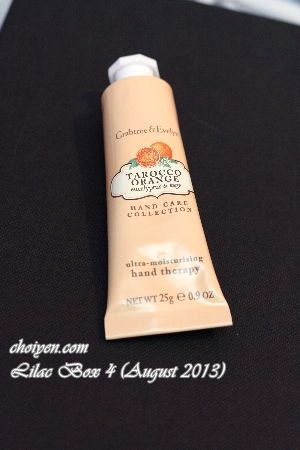 Crabtree & Evelyn
TAROCCO
ORANGE
eucalyptus & sage
HAND CARE
COLLECTION
ultra-moisturising
hand therapy
NET WT 25g e 0.9 OZ
choiyen.com
Lilac Box 4 (August 2013)